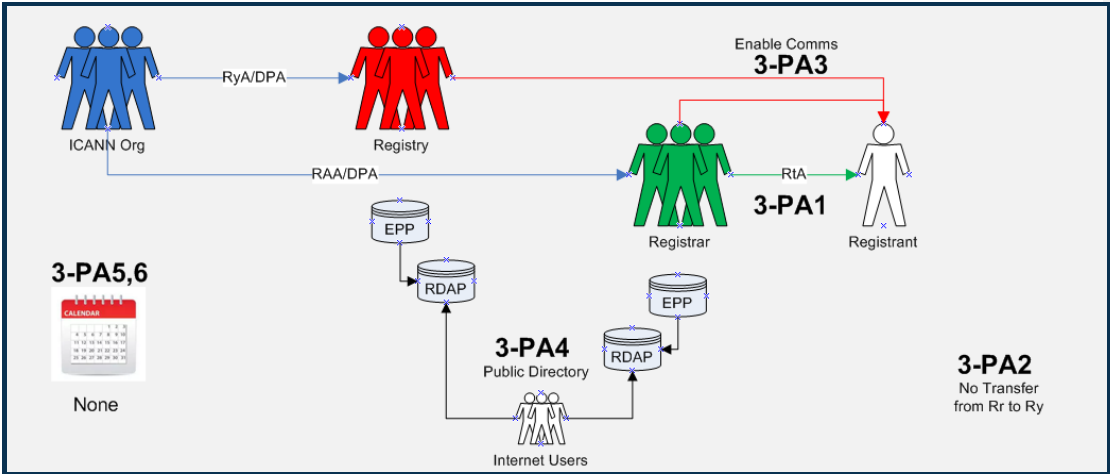 Enable Comms
3-PA3
RyA/DPA
ICANN Org
Registry
RAA/DPA
RtA
3-PA1
Registrar
Registrant
EPP
RDAP
3-PA5,6
CALENDAR
None
EPP
RDAP
3-PA4
Public Directory
Internet Users
3-PA2
No Transfer
from Rr to Ry